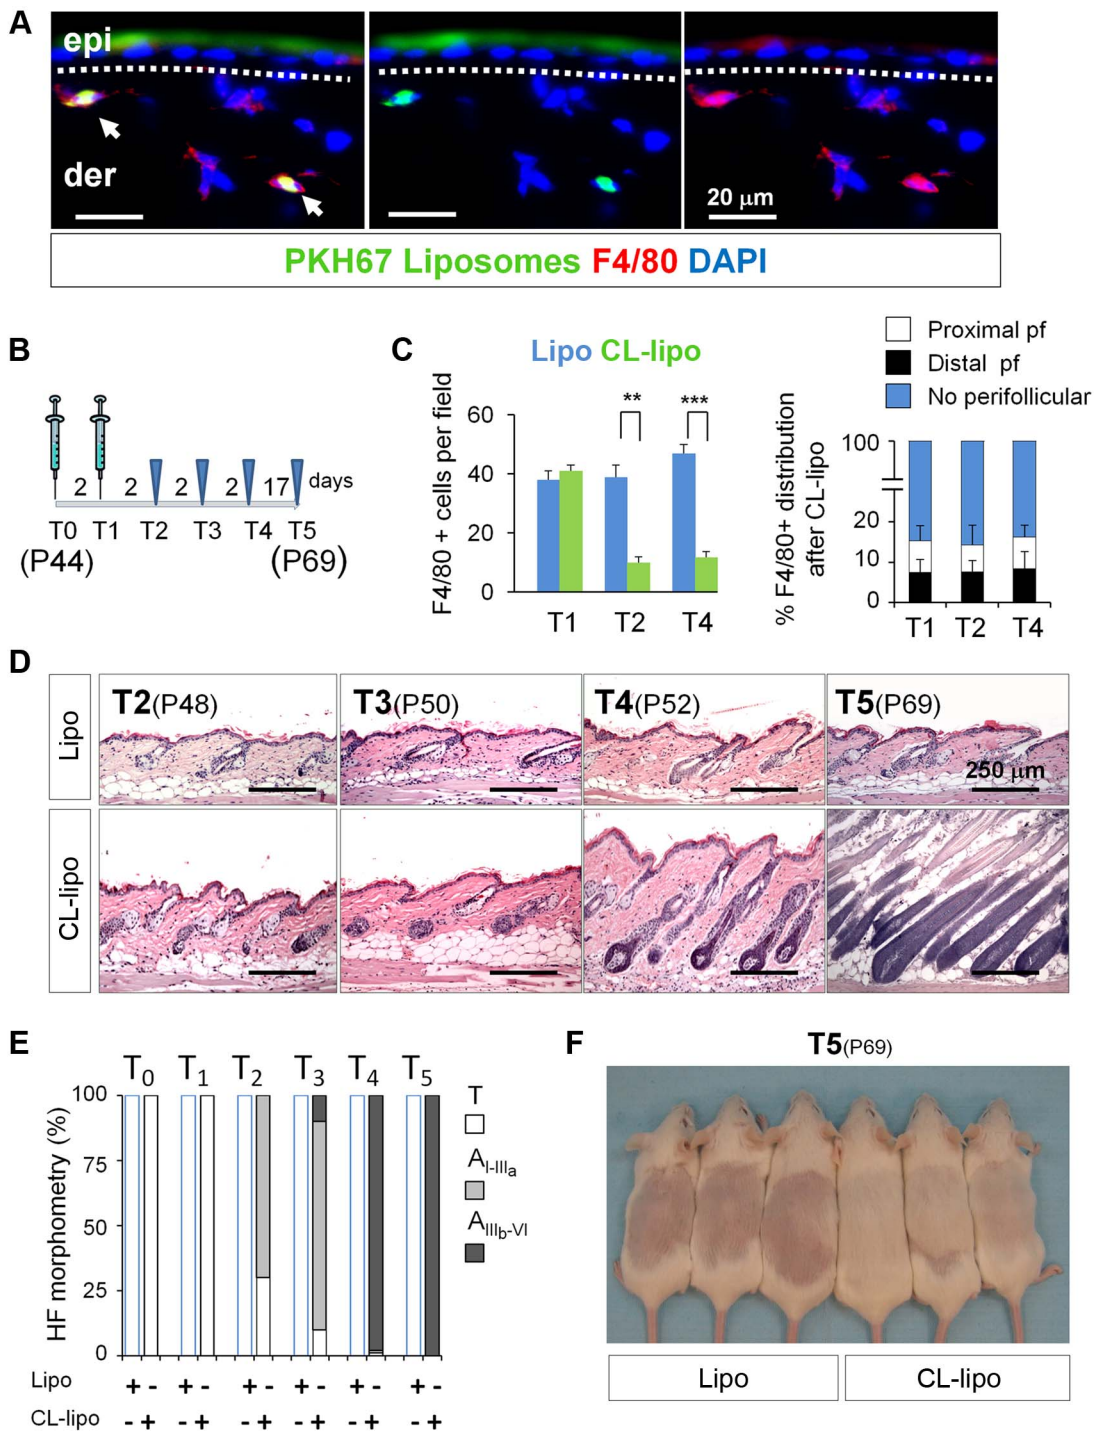 A
epi
der
20 μm
PKH67 Liposomes F4/80 DAPI
B
2 2 2 2 17 days
T0 T1 T2 T3 T4 T5
(P44) (P69)
C
Lipo CL-lipo
F4/80 + cells per field
60
40
20
0
**
***
T1 T2 T4
Proximal pf
Distal pf
No perifollicular
% F4/80+ distribution
after CL-lipo
100
20
10
0
T1 T2 T4
D
Lipo
T2(P48) T3(P50) T4(P52) T5(P69)
250 μm
CL-lipo
E
T0 T1 T2 T3 T4 T5
HF morphometry (%)
100
75
50
25
0
T
AI-IIIa
AIIIb-VI
Lipo + - + - + - + - + - + -
CL-lipo - + - + - + - + - + - +
F
T5(P69)
Lipo CL-lipo